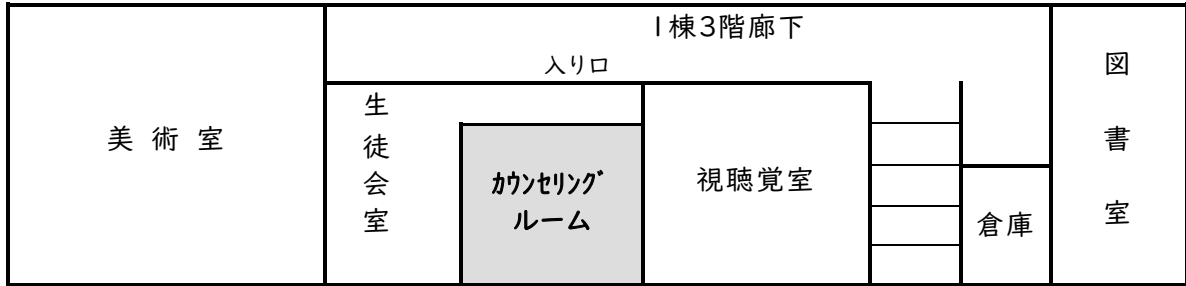 1棟3階廊下
入り口
美術室
生徒会室
カウンセリング
ルーム
視聴覚室
倉庫
図書室